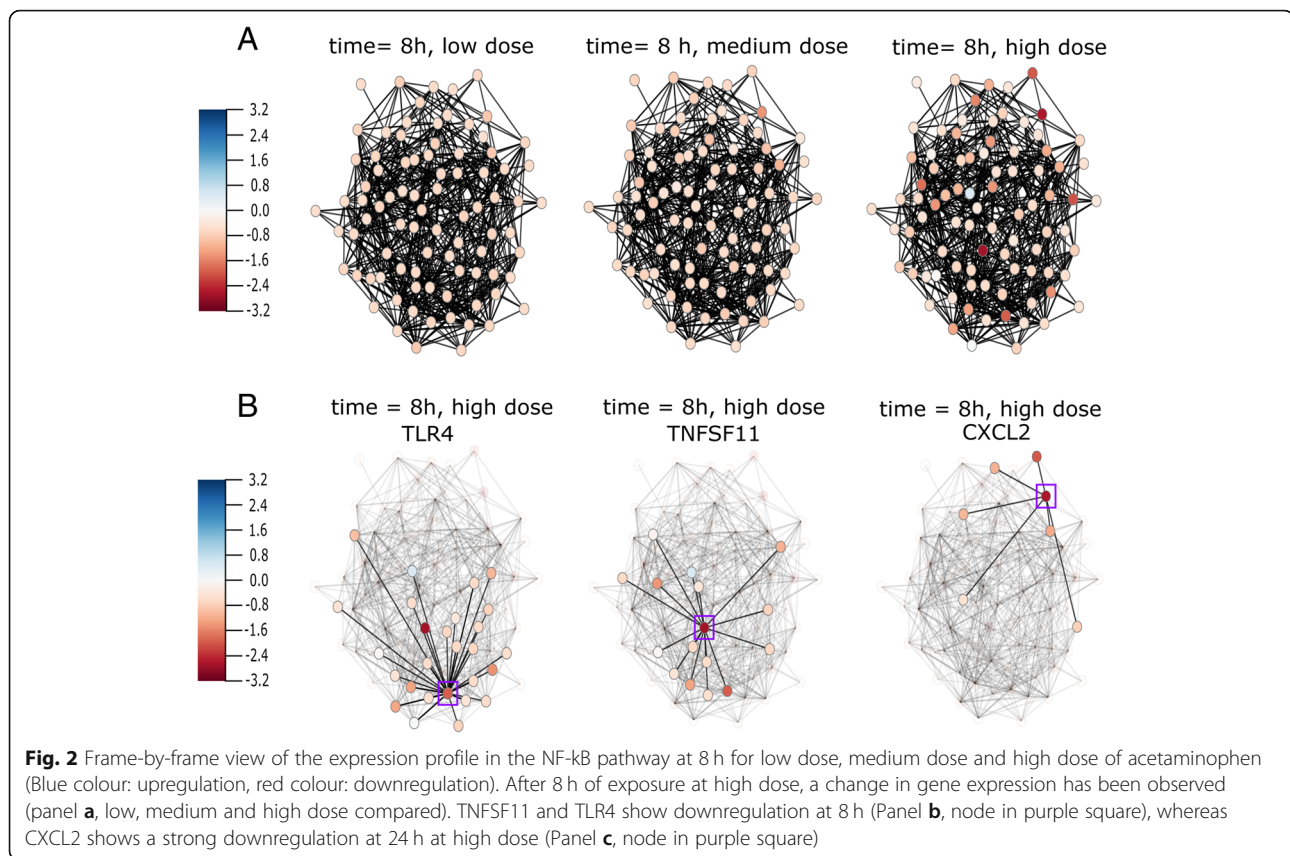 A
time= 8h, low dose
time= 8 h, medium dose
time= 8h, high dose
3.2
2.4
1.6
0.8
0.0
-0.8
-1.6
-2.4
-3.2
B
time = 8h, high dose
TLR4
time = 8h, high dose
TNFSF11
time = 8h, high dose
CXCL2
3.2
2.4
1.6
0.8
0.0
-0.8
-1.6
-2.4
-3.2
Fig. 2 Frame-by-frame view of the expression profile in the NF-kB pathway at 8 h for low dose, medium dose and high dose of acetaminophen
(Blue colour: upregulation, red colour: downregulation). After 8 h of exposure at high dose, a change in gene expression has been observed
(panel a, low, medium and high dose compared). TNFSF11 and TLR4 show downregulation at 8 h (Panel b, node in purple square), whereas
CXCL2 shows a strong downregulation at 24 h at high dose (Panel c, node in purple square)